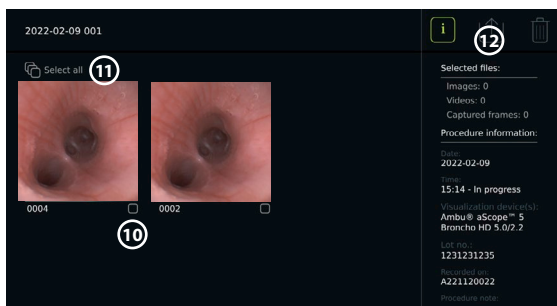 2022-02-09 001
i
12
Select all
11
0004
0002
10
Selected files:
Images: 0
Videos: 0
Captured frames: 0
Procedure information:
Date:
2022-02-09
Time:
15:14 - In progress
Visualization device(s):
Ambu® aScope™ 5
Broncho HD 5.0/2.2
Lot no.:
1231231235
Recorded on:
A221120022
Procedure note: